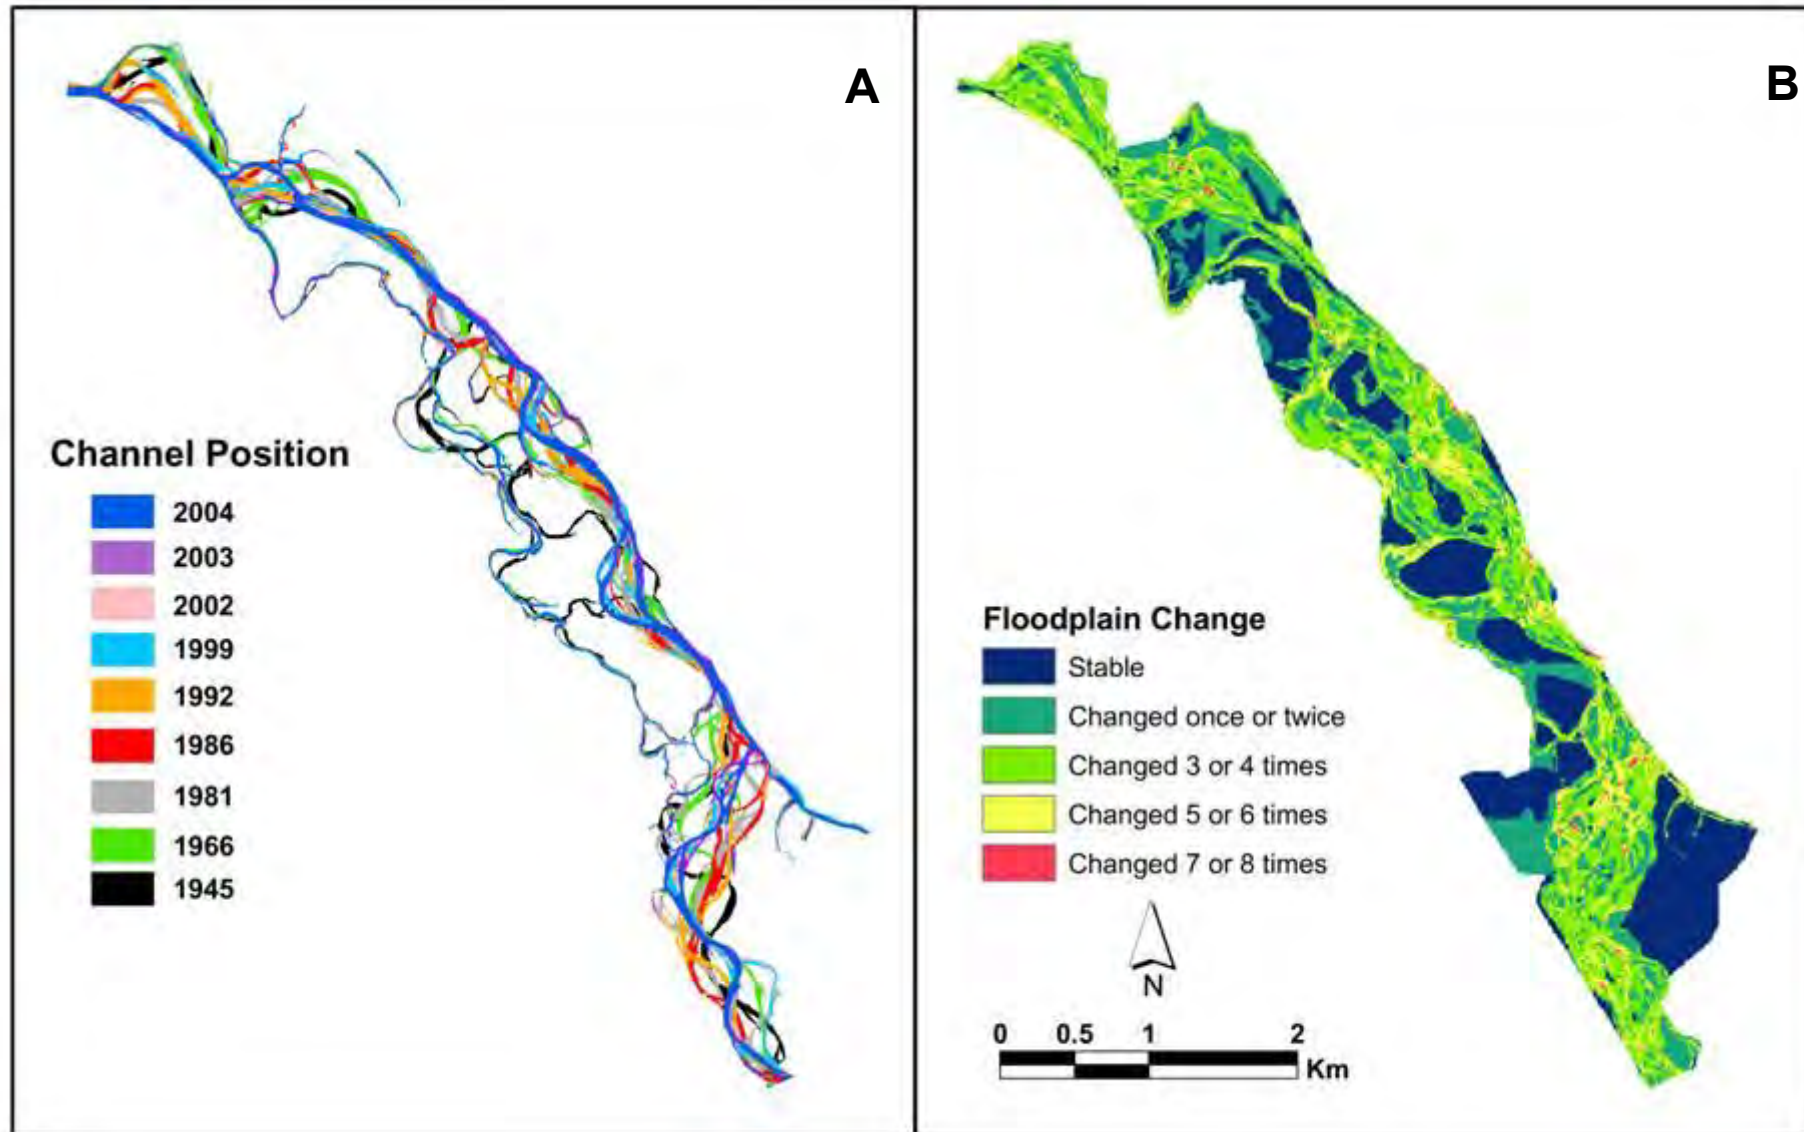 A
Channel Position
2004
2003
2002
1999
1992
1986
1981
1966
1945
B
Floodplain Change
Stable
Changed once or twice
Changed 3 or 4 times
Changed 5 or 6 times
Changed 7 or 8 times
N
0 0.5 1 2
Km